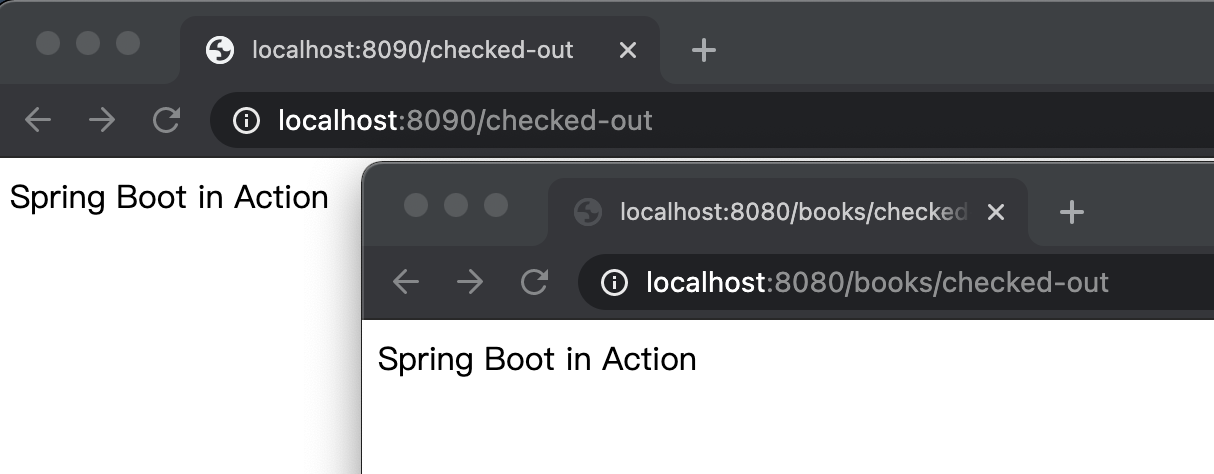 localhost:8090/checked-out
localhost:8090/checked-out
Spring Boot in Action
localhost:8080/books/checked
localhost:8080/books/checked-out
Spring Boot in Action